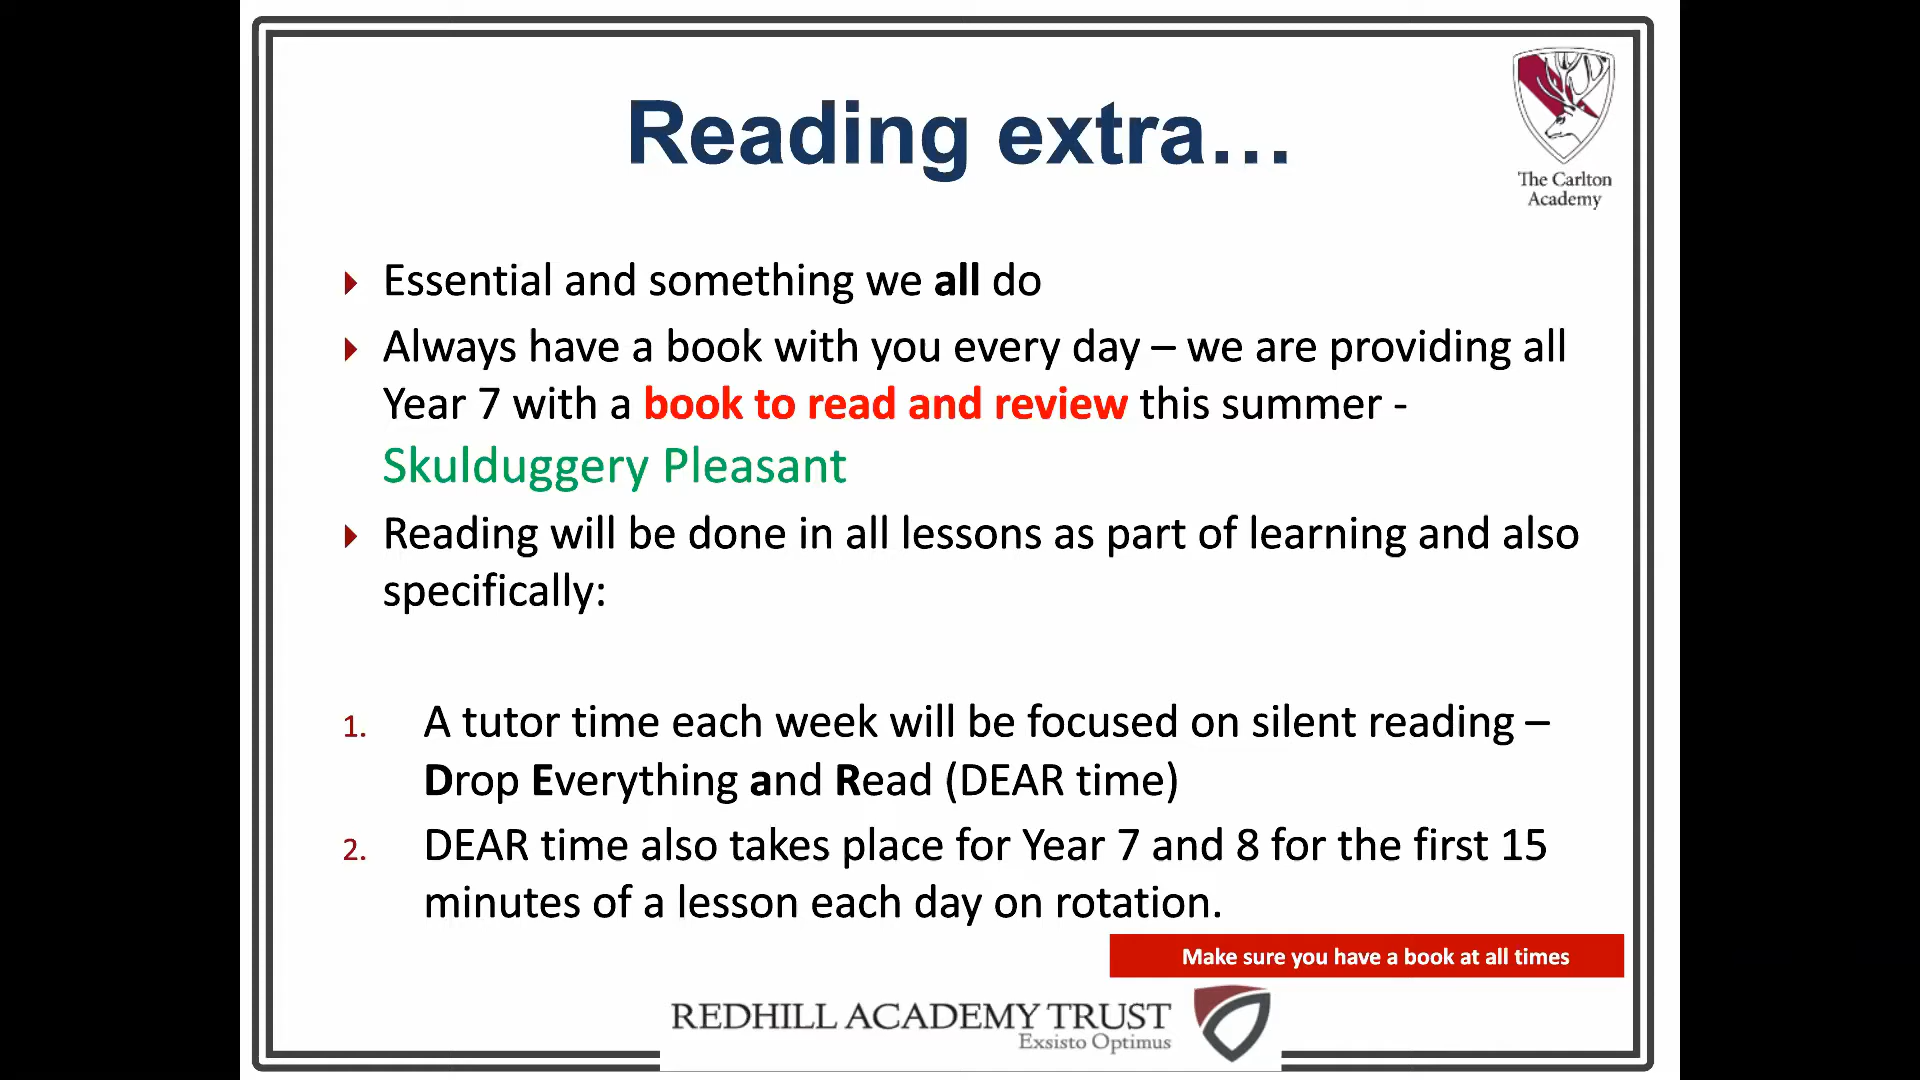 Reading extra…
The Carlton
Academy
Essential and something we all do
Always have a book with you every day – we are providing all
Year 7 with a book to read and review this summer -
Skulduggery Pleasant
Reading will be done in all lessons as part of learning and also
specifically:
1. A tutor time each week will be focused on silent reading –
Drop Everything and Read (DEAR time)
2. DEAR time also takes place for Year 7 and 8 for the first 15
minutes of a lesson each day on rotation.
Make sure you have a book at all times
REDHILL ACADEMY TRUST
Exsisto Optimus